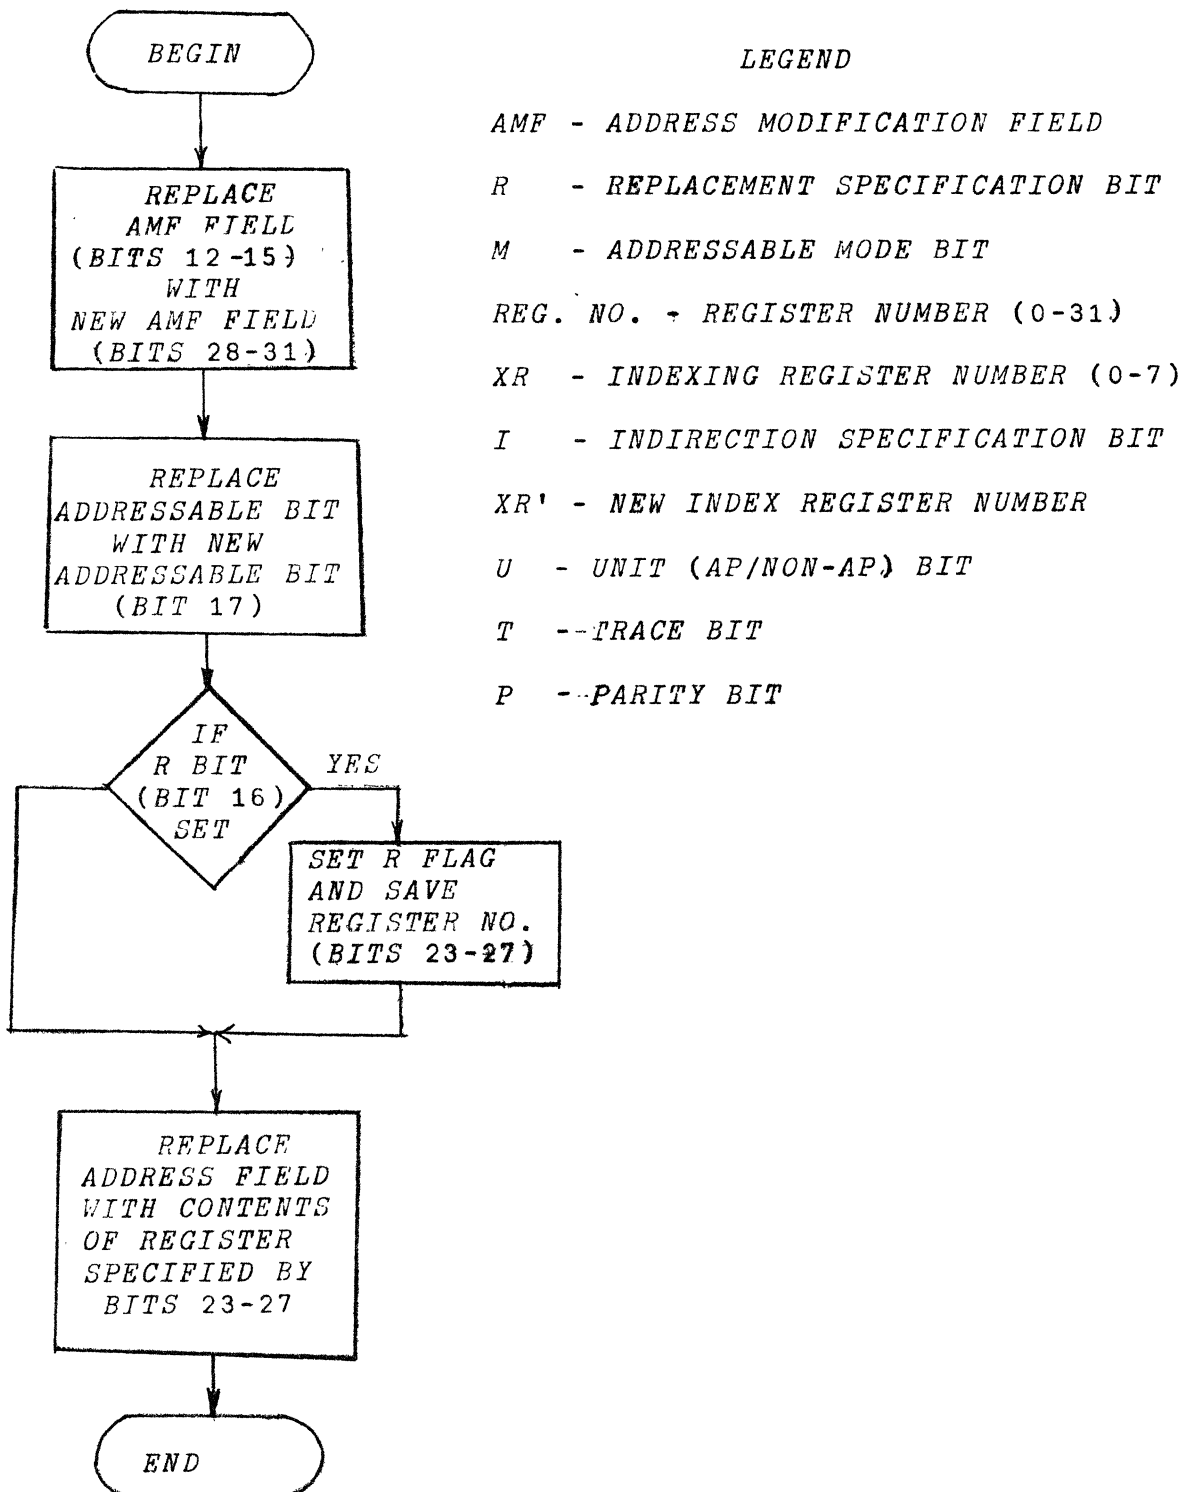 BEGIN
REPLACE
AMF FIELD
(BITS 12-15)
WITH
NEW AMF FIELD
(BITS 28-31)
REPLACE
ADDRESSABLE BIT
WITH NEW
ADDRESSABLE BIT
(BIT 17)
IF
R BIT
(BIT 16)
SET
YES
SET R FLAG
AND SAVE
REGISTER NO.
(BITS 23-27)
REPLACE
ADDRESS FIELD
WITH CONTENTS
OF REGISTER
SPECIFIED BY
BITS 23-27
END
LEGEND
AMF - ADDRESS MODIFICATION FIELD
R - REPLACEMENT SPECIFICATION BIT
M - ADDRESSABLE MODE BIT
REG. NO. - REGISTER NUMBER (0-31)
XR - INDEXING REGISTER NUMBER (0-7)
I - INDIRECTION SPECIFICATION BIT
XR' - NEW INDEX REGISTER NUMBER
U - UNIT (AP/NON-AP) BIT
T - TRACE BIT
P - PARITY BIT